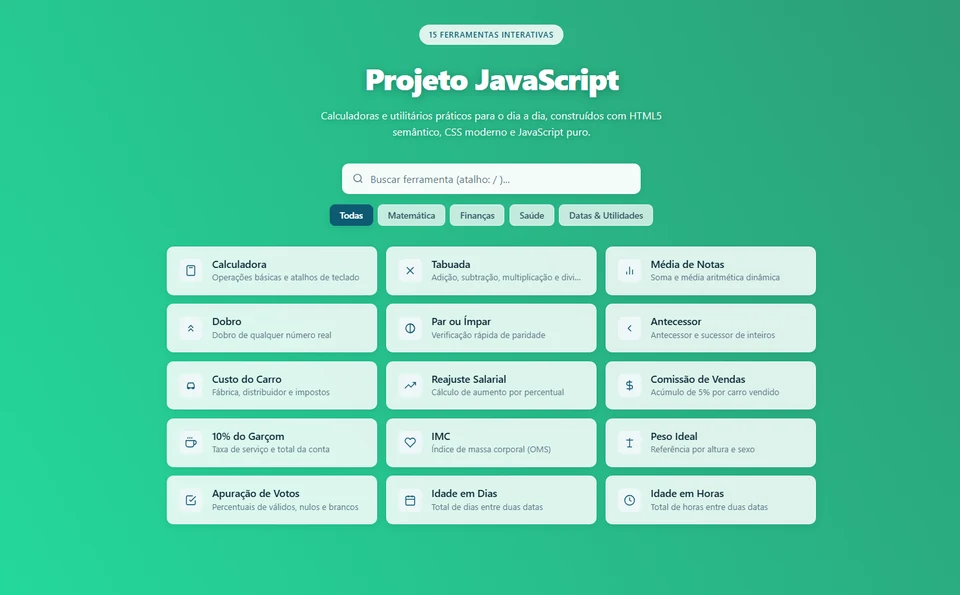 15 FERRAMENTAS INTERATIVAS
Projeto JavaScript
Calculadoras e utilitários práticos para o dia a dia, construídos com HTML5
semântico, CSS moderno e JavaScript puro.
Buscar ferramenta (atalho: / )...
Todas
Matemática
Finanças
Saúde
Datas & Utilidades
Calculadora
Operações básicas e atalhos de teclado
Tabuada
Adição, subtração, multiplicação e divi...
Média de Notas
Soma e média aritmética dinâmica
Dobro
Dobro de qualquer número real
Par ou Ímpar
Verificação rápida de paridade
Antecessor
Antecessor e sucessor de inteiros
Custo do Carro
Fábrica, distribuidor e impostos
Reajuste Salarial
Cálculo de aumento por percentual
Comissão de Vendas
Acúmulo de 5% por carro vendido
10% do Garçom
Taxa de serviço e total da conta
IMC
Índice de massa corporal (OMS)
Peso Ideal
Referência por altura e sexo
Apuração de Votos
Percentuais de válidos, nulos e brancos
Idade em Dias
Total de dias entre duas datas
Idade em Horas
Total de horas entre duas datas